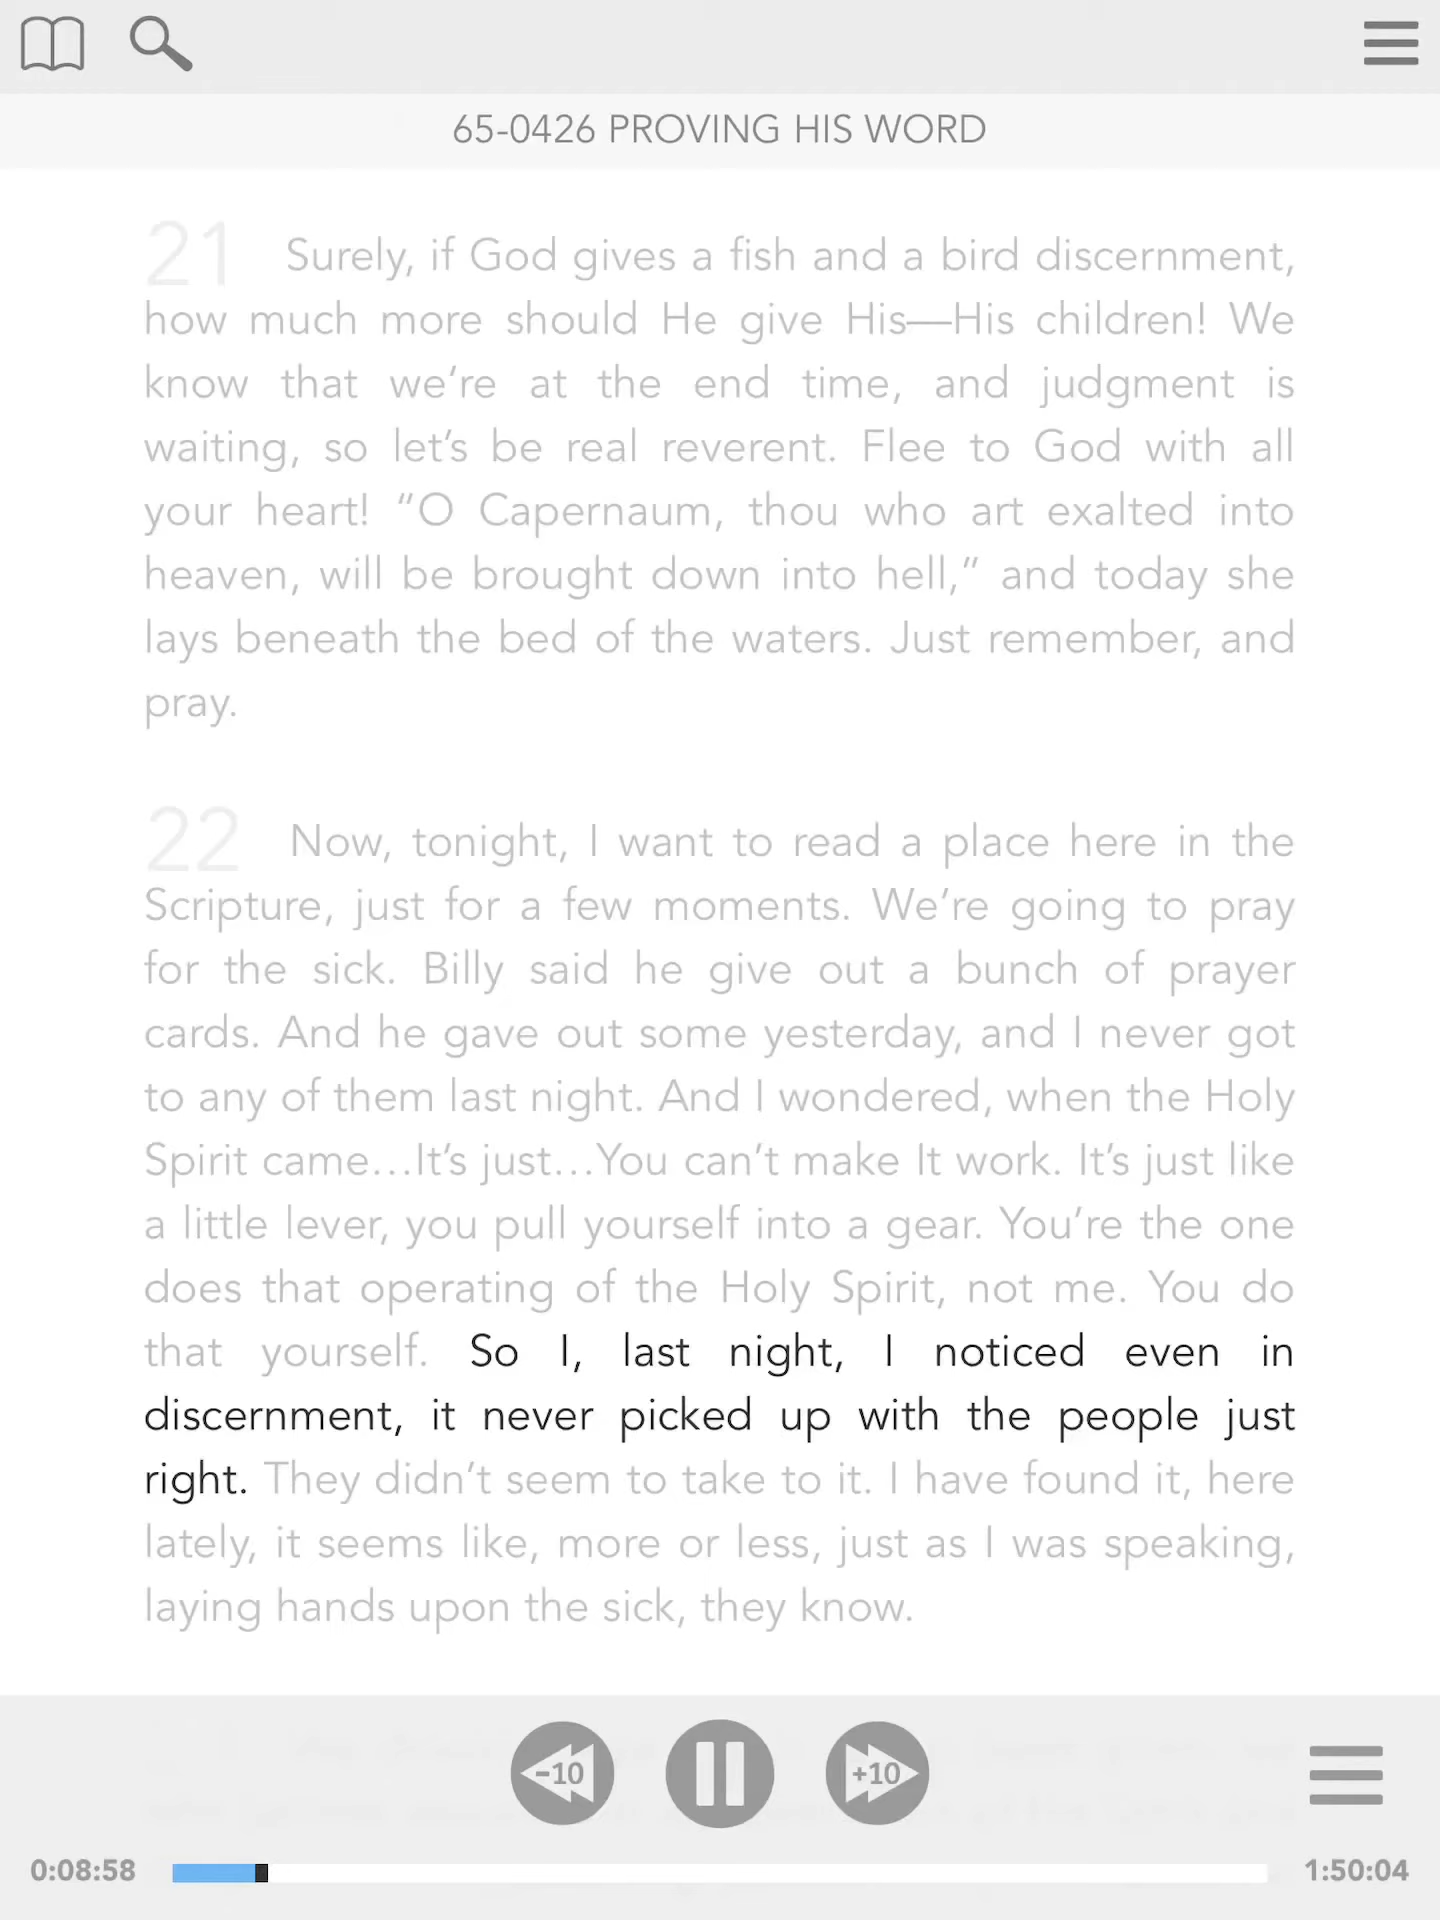 65-0426 PROVING HIS WORD
21 Surely, if God gives a fish and a bird discernment,
how much more should He give His—His children! We
know that we’re at the end time, and judgment is
waiting, so let’s be real reverent. Flee to God with all
your heart! “O Capernaum, thou who art exalted into
heaven, will be brought down into hell,” and today she
lays beneath the bed of the waters. Just remember, and
pray.
22 Now, tonight, I want to read a place here in the
Scripture, just for a few moments. We’re going to pray
for the sick. Billy said he give out a bunch of prayer
cards. And he gave out some yesterday, and I never got
to any of them last night. And I wondered, when the Holy
Spirit came…It’s just…You can’t make It work. It’s just like
a little lever, you pull yourself into a gear. You’re the one
does that operating of the Holy Spirit, not me. You do
that yourself. So I, last night, I noticed even in
discernment, it never picked up with the people just
right. They didn’t seem to take to it. I have found it, here
lately, it seems like, more or less, just as I was speaking,
laying hands upon the sick, they know.
-10 +10
0:08:58 1:50:04